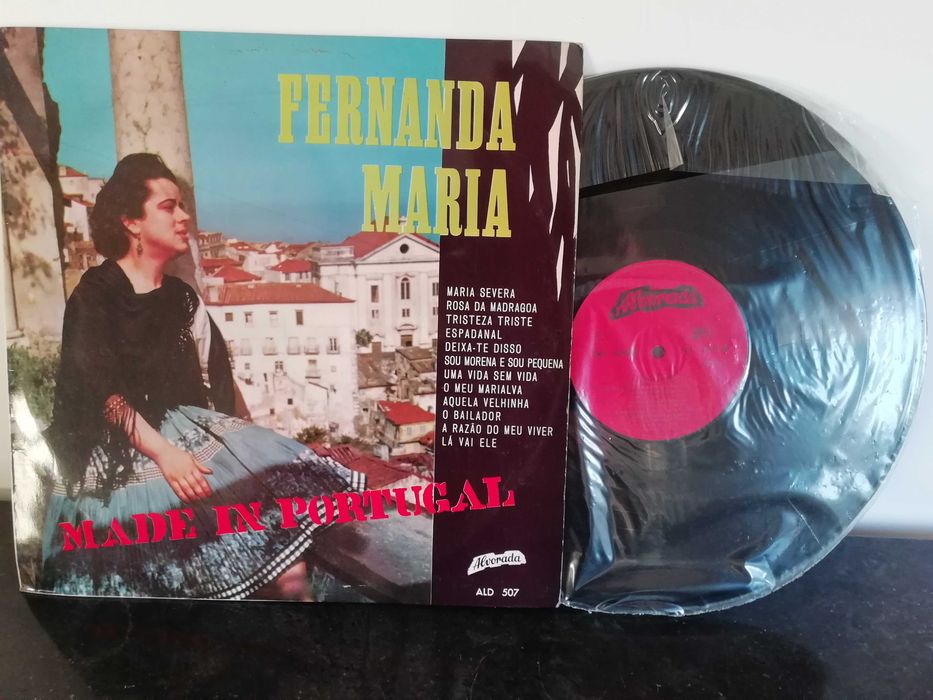 FERNANDA
MARIA
MARIA SEVERA
ROSA DA MADRAGOA
TRISTEZA TRISTE
ESPADANAL
DEIXA-TE DISSO
SOU MORENA E SOU PEQUENA
UMA VIDA SEM VIDA
O MEU MARIALVA
AQUELA VELHINHA
O BAILADOR
A RAZÃO DO MEU VIVER
LÁ VAI ELE
MADE IN PORTUGAL
Alvorada
ALD 507
Alvorada